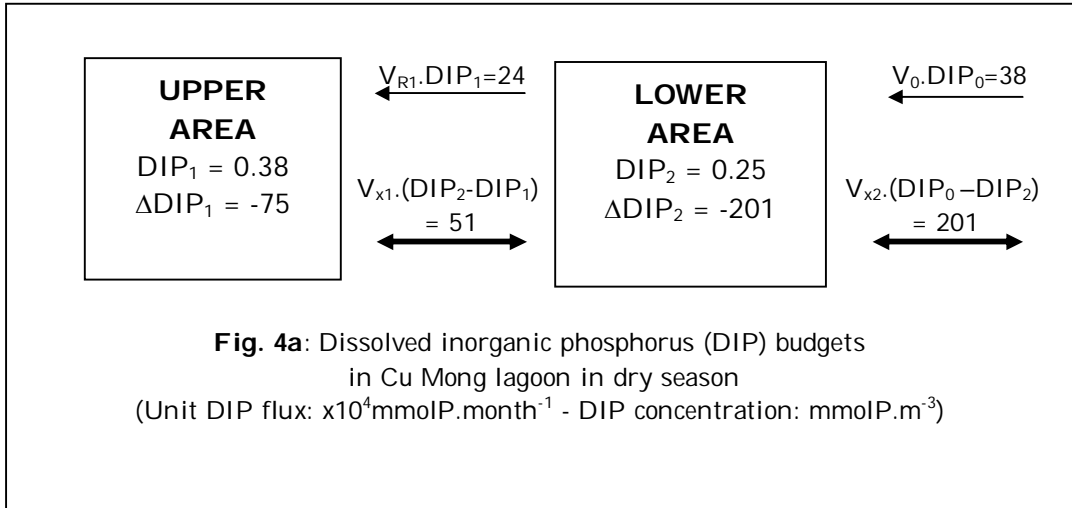 UPPER
AREA
DIP₁ = 0.38
ΔDIP₁ = -75
V_R1.DIP₁=24
V_x1.(DIP₂-DIP₁)
= 51
LOWER
AREA
DIP₂ = 0.25
ΔDIP₂ = -201
V₀.DIP₀=38
V_x2.(DIP₀ –DIP₂)
= 201
Fig. 4a: Dissolved inorganic phosphorus (DIP) budgets
in Cu Mong lagoon in dry season
(Unit DIP flux: x10⁴mmolP.month⁻¹ - DIP concentration: mmolP.m⁻³)